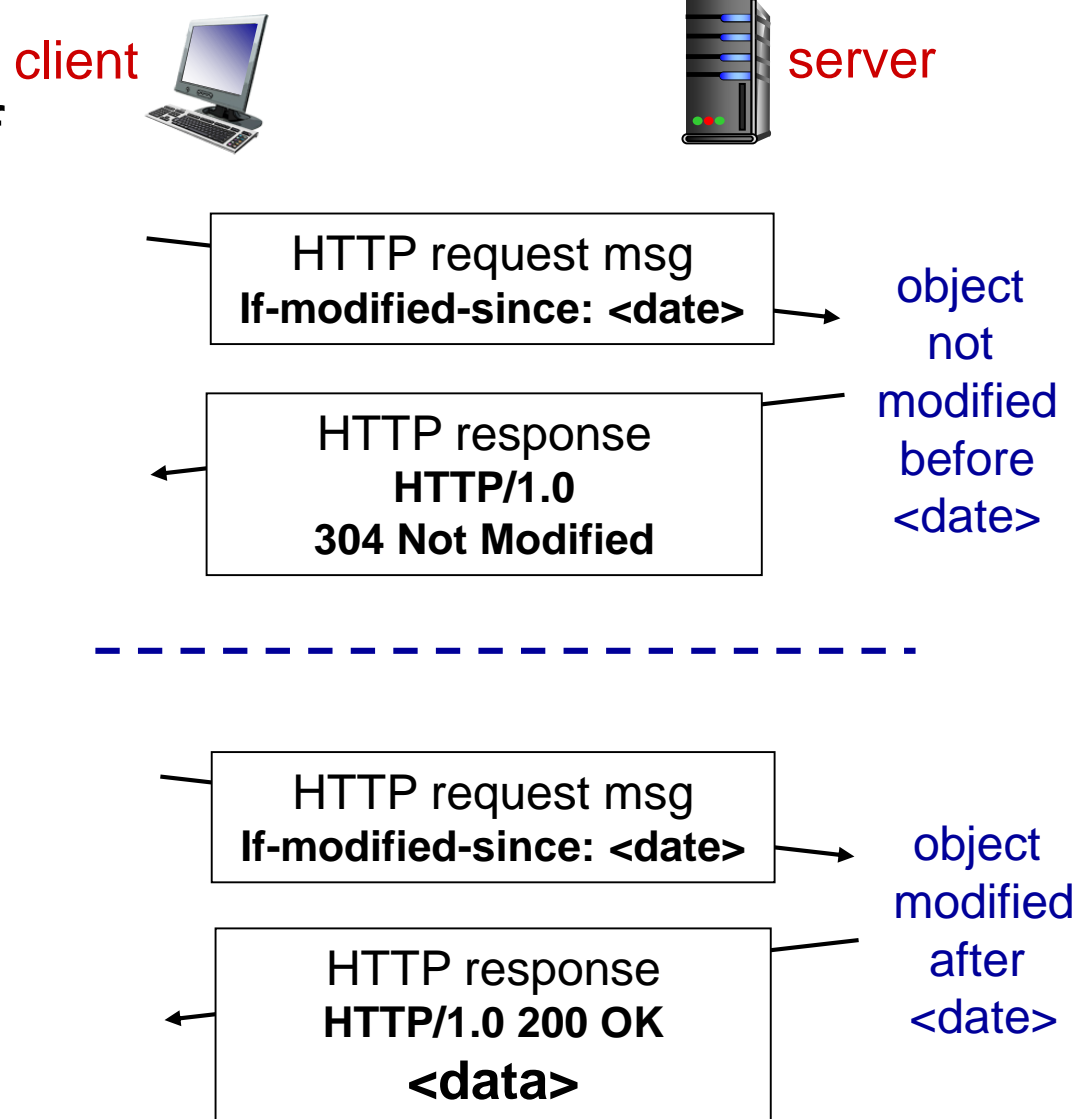 client
server
HTTP request msg
If-modified-since: <date>
object
not
modified
before
<date>
HTTP response
HTTP/1.0
304 Not Modified
HTTP request msg
If-modified-since: <date>
object
modified
after
<date>
HTTP response
HTTP/1.0 200 OK
<data>